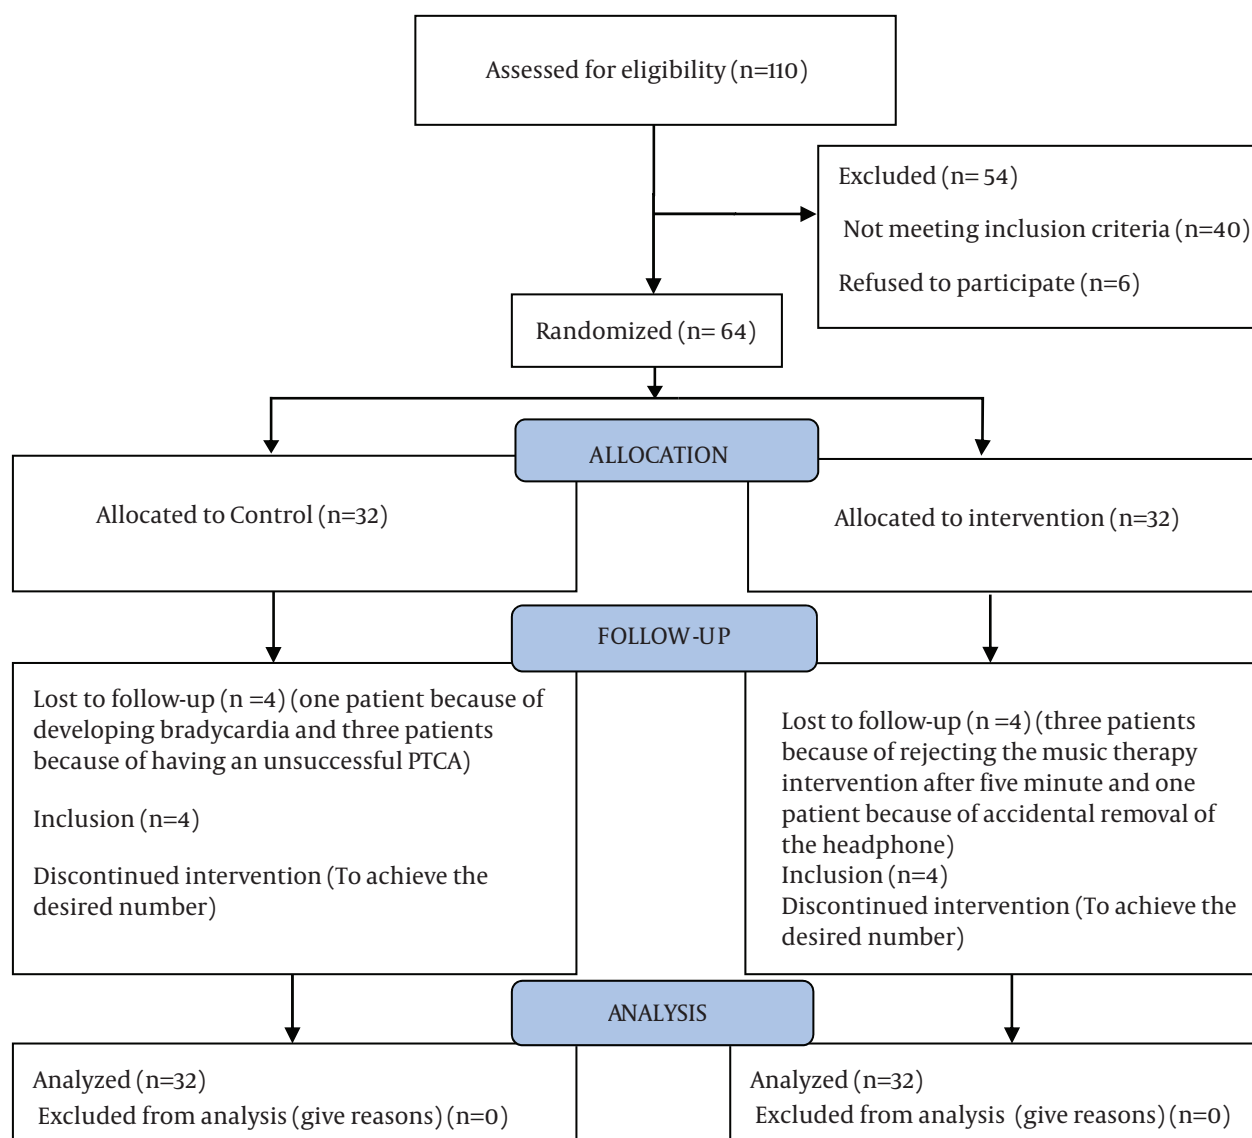 Assessed for eligibility (n=110)
Excluded (n= 54)
Not meeting inclusion criteria (n=40)
Refused to participate (n=6)
Randomized (n= 64)
ALLOCATION
Allocated to Control (n=32)
Allocated to intervention (n=32)
FOLLOW-UP
Lost to follow-up (n =4) (one patient because of
developing bradycardia and three patients
because of having an unsuccessful PTCA)
Inclusion (n=4)
Discontinued intervention (To achieve the
desired number)
Lost to follow-up (n =4) (three patients
because of rejecting the music therapy
intervention after five minute and one
patient because of accidental removal of
the headphone)
Inclusion (n=4)
Discontinued intervention (To achieve the
desired number)
ANALYSIS
Analyzed (n=32)
Excluded from analysis (give reasons) (n=0)
Analyzed (n=32)
Excluded from analysis (give reasons) (n=0)